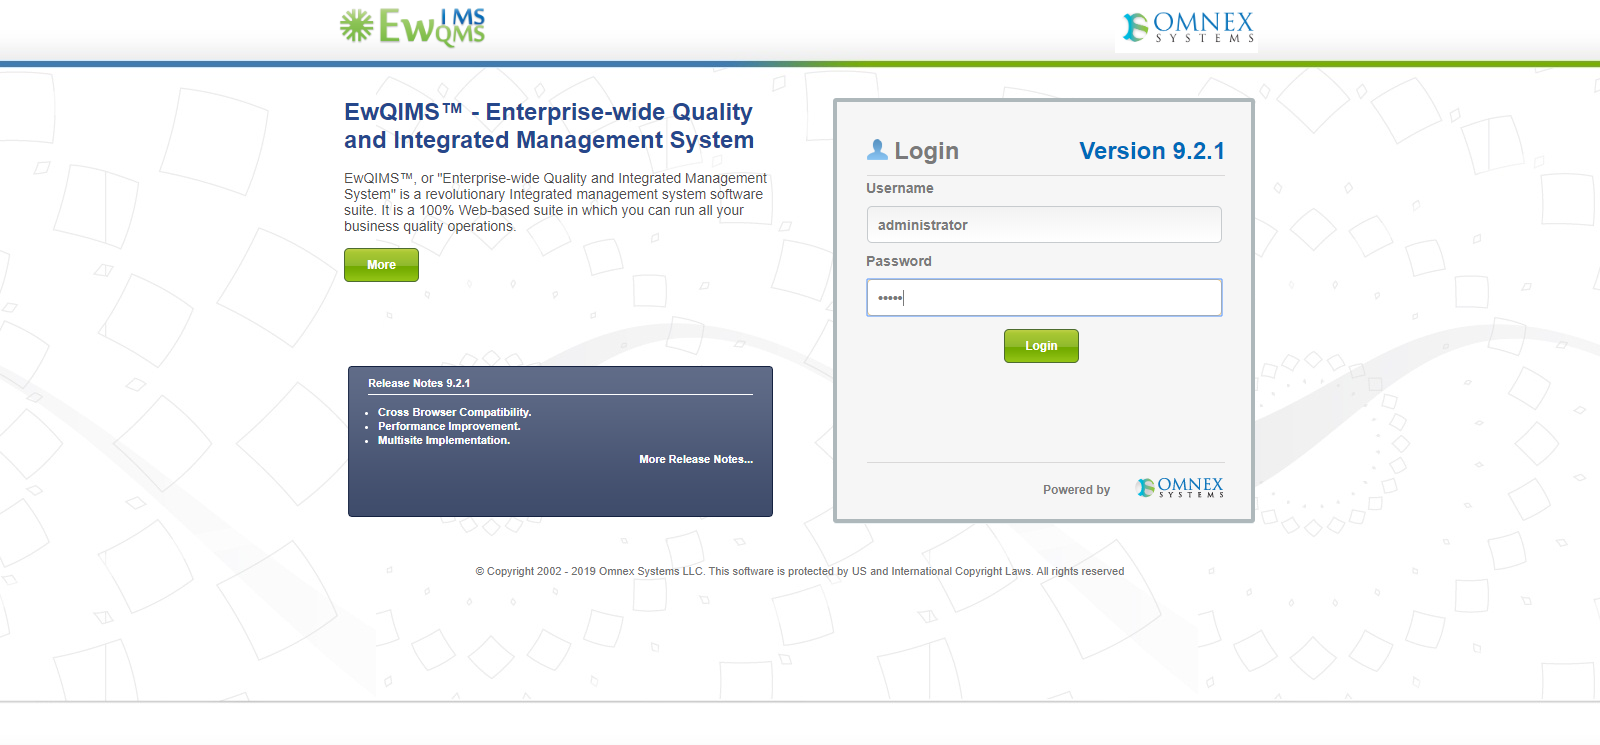 EwIMS
QMS
OMNEX
SYSTEMS
EwQIMS™ - Enterprise-wide Quality
and Integrated Management System
EwQIMS™, or "Enterprise-wide Quality and Integrated Management
System" is a revolutionary Integrated management system software
suite. It is a 100% Web-based suite in which you can run all your
business quality operations.
More
Release Notes 9.2.1
• Cross Browser Compatibility.
• Performance Improvement.
• Multisite Implementation.
More Release Notes...
Login
Version 9.2.1
Username
administrator
Password
•••••
Login
Powered by
OMNEX
SYSTEMS
© Copyright 2002 - 2019 Omnex Systems LLC. This software is protected by US and International Copyright Laws. All rights reserved